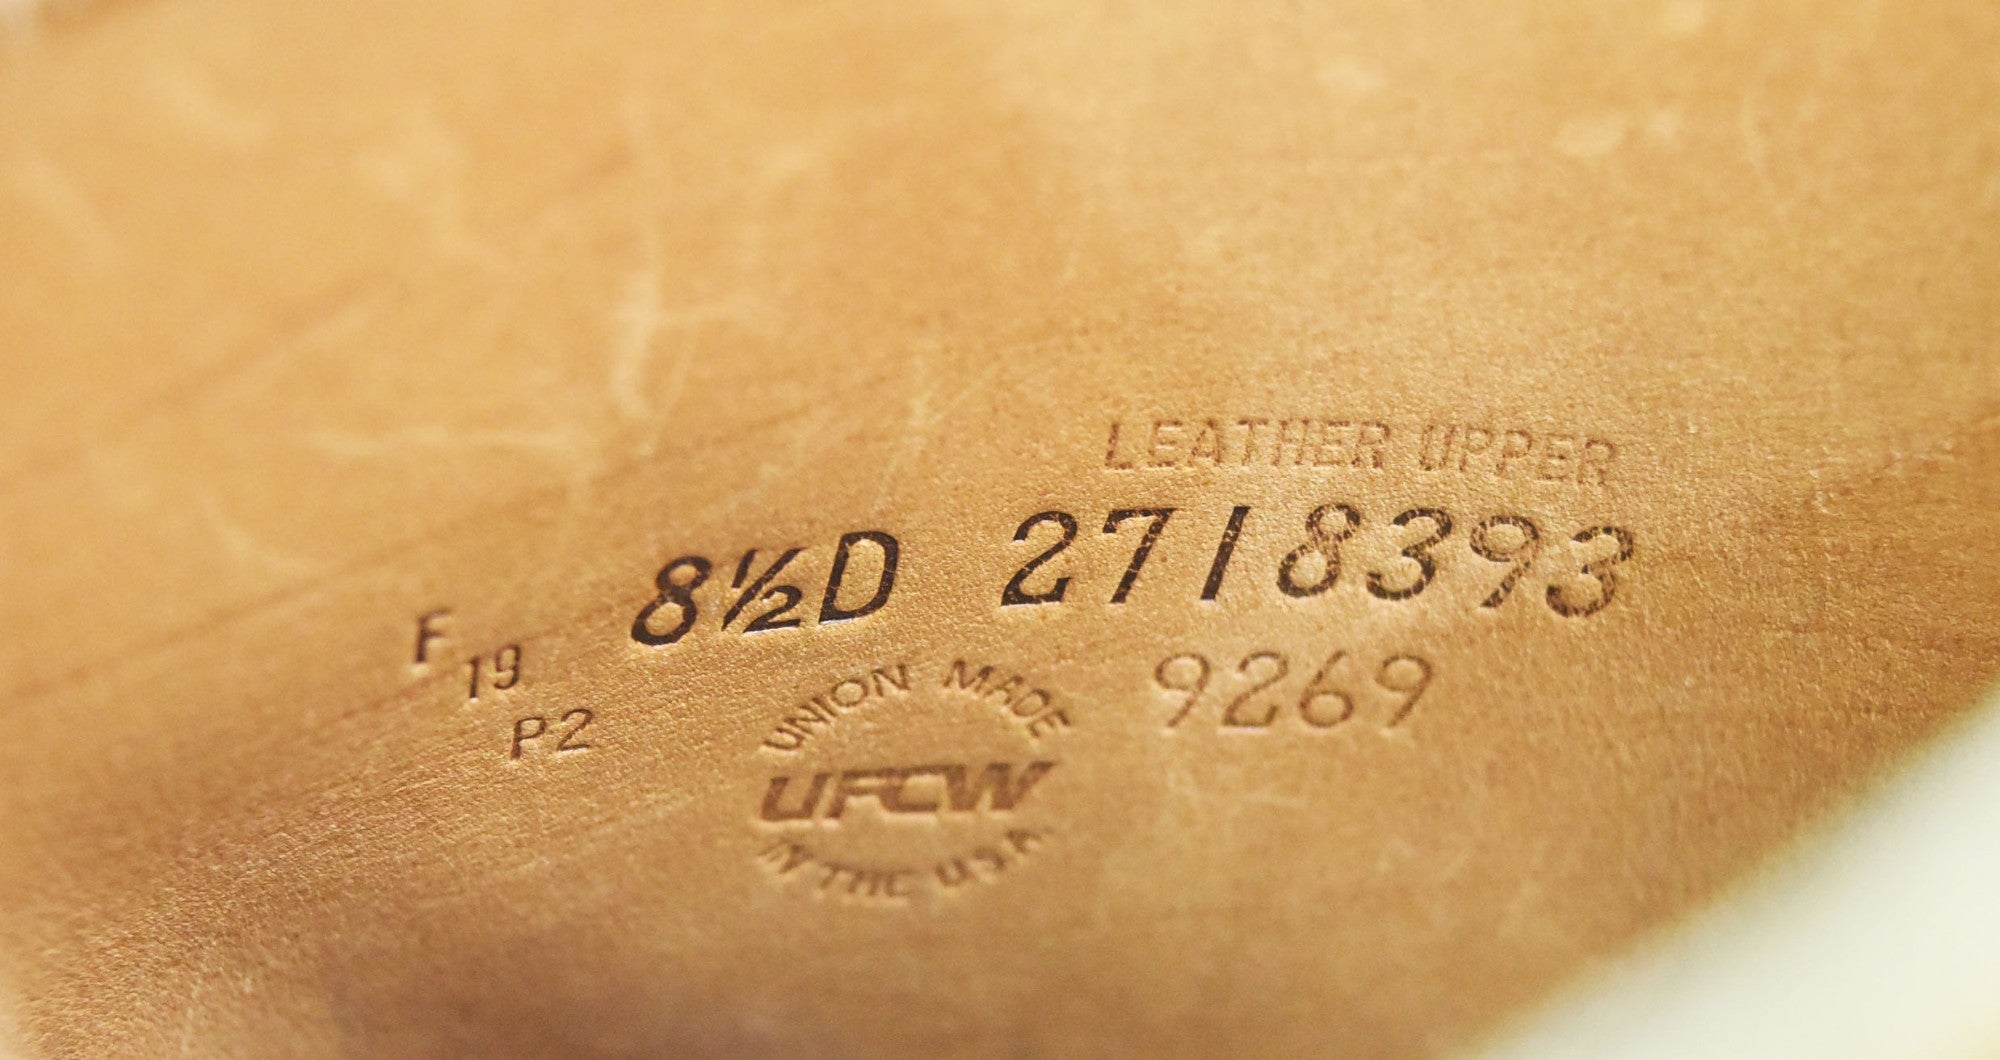 LEATHER UPPER
8½D 2718393
F 19
P2
9269
UNION MADE
UFCW
IN THE U.S.A.